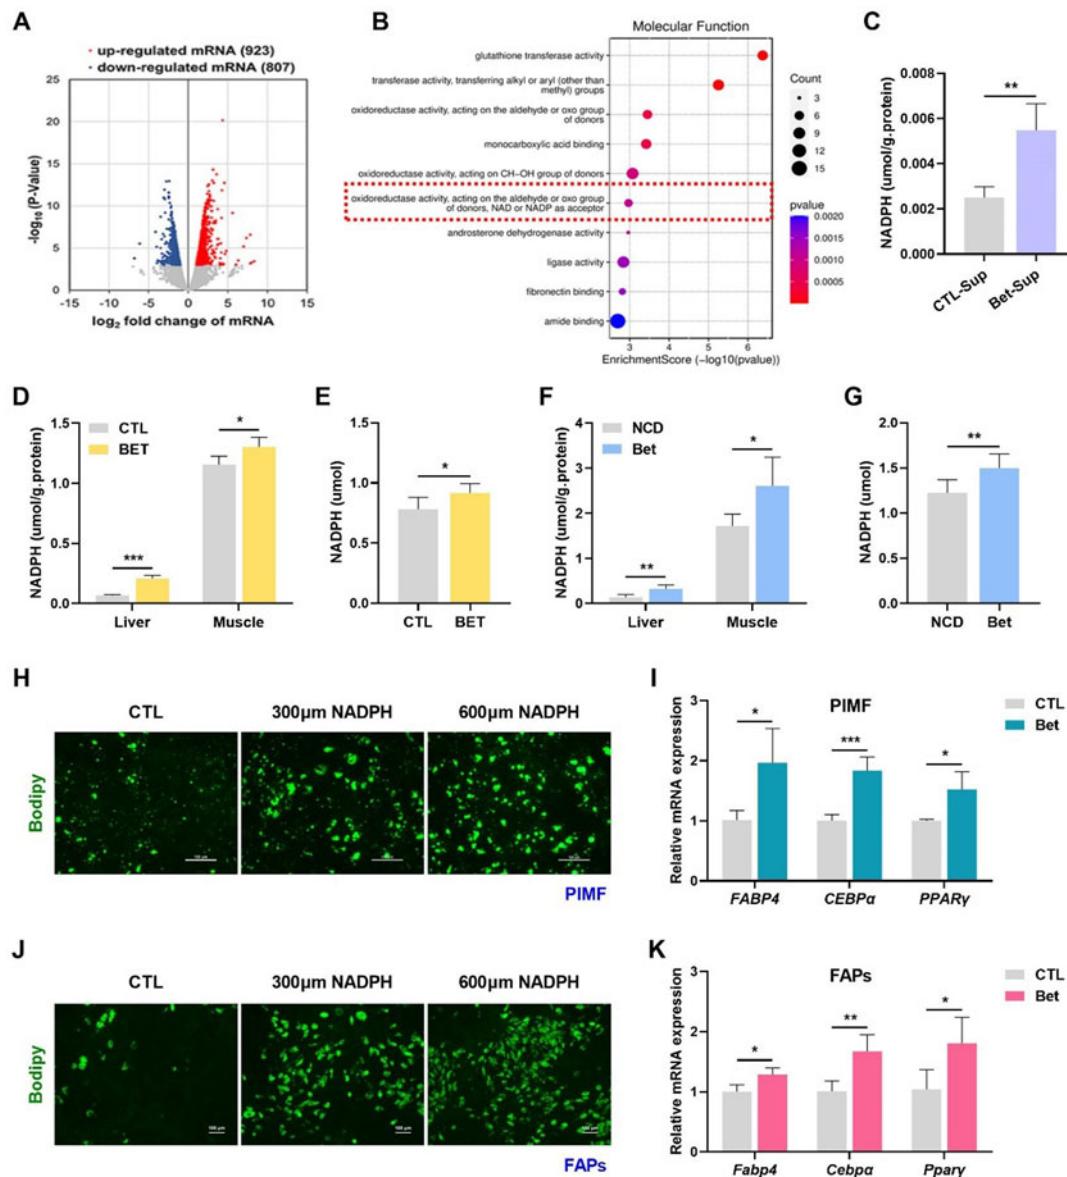 A
up-regulated mRNA (923)
down-regulated mRNA (807)
25
20
15
10
5
0
-15 -10 -5 0 5 10 15
-log10 (P-Value)
log2 fold change of mRNA
B
Molecular Function
glutathione transferase activity
transferase activity, transferring alkyl or aryl (other than
methyl) groups
oxidoreductase activity, acting on the aldehyde or oxo group
of donors
monocarboxylic acid binding
oxidoreductase activity, acting on CH-OH group of donors
oxidoreductase activity, acting on the aldehyde or oxo group
of donors, NAD or NADP as acceptor
androsterone dehydrogenase activity
ligase activity
fibronectin binding
amide binding
3 4 5 6
EnrichmentScore (-log10(pvalue))
Count
3
6
9
12
15
pvalue
0.0020
0.0015
0.0010
0.0005
C
NADPH (umol/g.protein)
0.008
0.006
0.004
0.002
0.000
**
CTL-Sup
Bet-Sup
D
NADPH (umol/g.protein)
1.5
1.0
0.5
0.0
CTL
BET
***
*
Liver Muscle
E
NADPH (umol)
1.5
1.0
0.5
0.0
*
CTL BET
F
NADPH (umol/g.protein)
4
3
2
1
0
NCD
Bet
**
*
Liver Muscle
G
NADPH (umol)
2.0
1.5
1.0
0.5
0.0
**
NCD Bet
H
CTL 300μm NADPH 600μm NADPH
Bodipy
PIMF
I
PIMF
CTL
Bet
Relative mRNA expression
3
2
1
0
*
***
*
FABP4 CEBPα PPARγ
J
CTL 300μm NADPH 600μm NADPH
Bodipy
100 μm
100 μm
FAPs
K
FAPs
CTL
Bet
Relative mRNA expression
3
2
1
0
*
**
*
Fabp4 Cebpα Pparγ